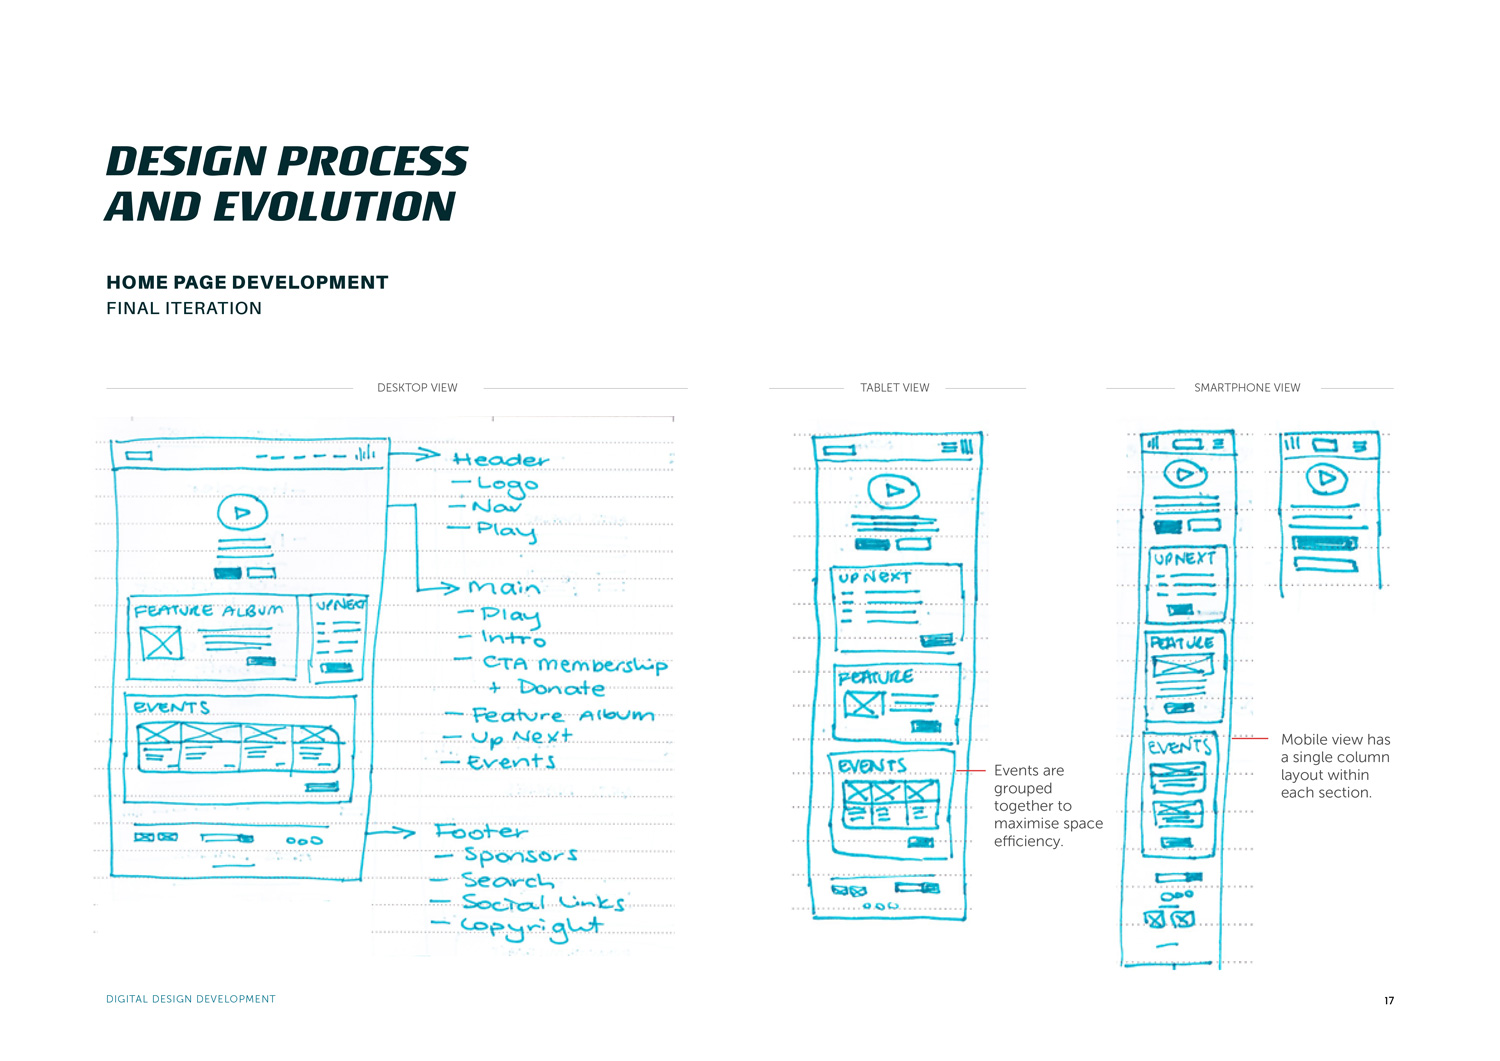 DESIGN PROCESS
AND EVOLUTION
HOME PAGE DEVELOPMENT
FINAL ITERATION
DESKTOP VIEW
FEATURE ALBUM
UP NEXT
EVENTS
Header
– Logo
– Nav
– Play
Main
– Play
– Intro
– CTA membership
+ Donate
– Feature Album
– Up Next
– Events
Footer
– Sponsors
– Search
– Social Links
– Copyright
TABLET VIEW
UP NEXT
FEATURE
EVENTS
Events are
grouped
together to
maximise space
efficiency.
SMARTPHONE VIEW
UP NEXT
FEATURE
EVENTS
Mobile view has
a single column
layout within
each section.
DIGITAL DESIGN DEVELOPMENT
17